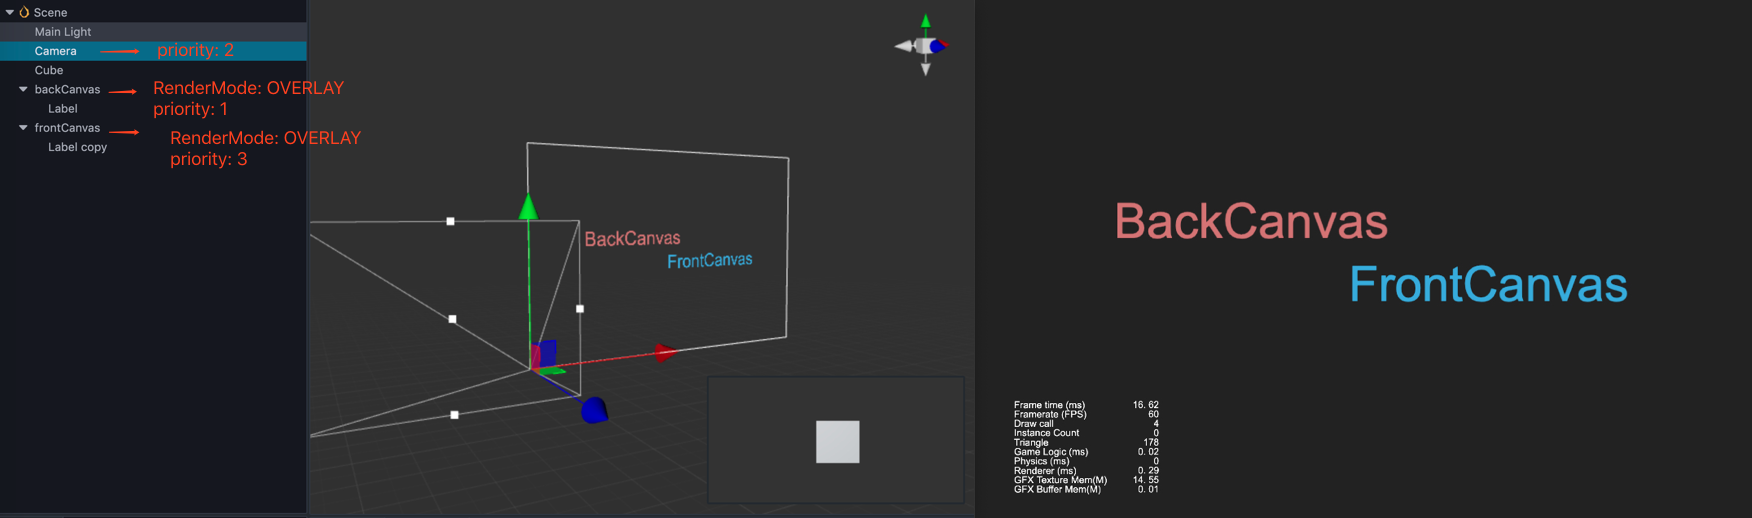 Scene
Main Light
Camera
priority: 2
Cube
backCanvas
RenderMode: OVERLAY
Label
priority: 1
frontCanvas
RenderMode: OVERLAY
Label copy
priority: 3
BackCanvas
FrontCanvas
BackCanvas
FrontCanvas
Frame time (ms) 16. 62
Framerate (FPS) 60
Draw call 4
Instance Count 0
Triangle 178
Game Logic (ms) 0. 02
Physics (ms) 0
Renderer (ms) 0. 29
GFX Texture Mem(M) 14. 55
GFX Buffer Mem(M) 0. 01